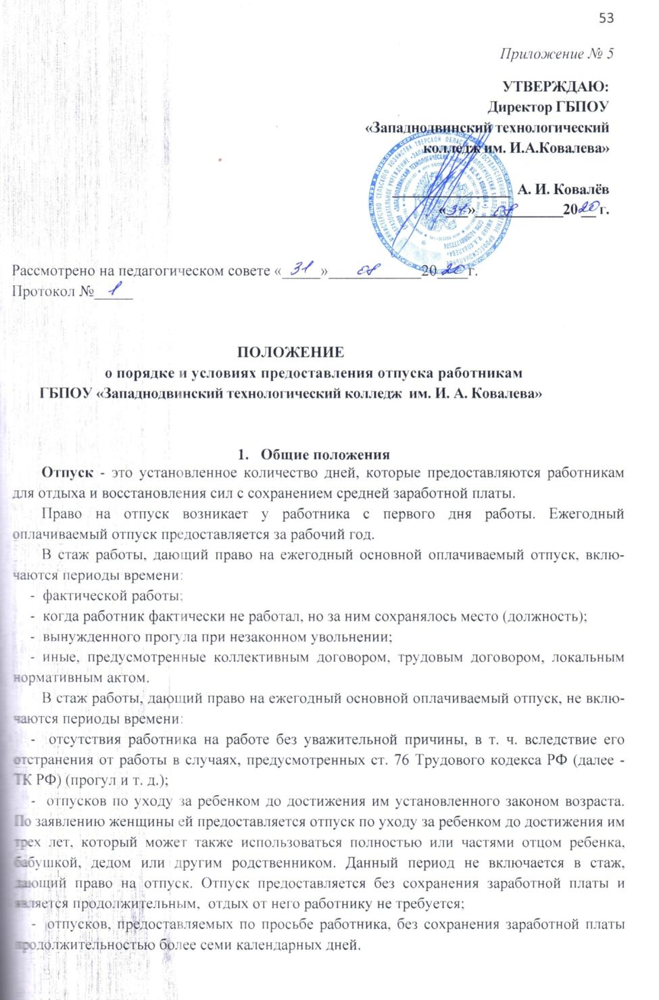 53
Приложение № 5
УТВЕРЖДАЮ:
Директор ГБПОУ
«Западнодвинский технологический
колледж им. И.А.Ковалева»
А. И. Ковалёв
«31» 08 2020 г.
Рассмотрено на педагогическом совете «31» 08 2020 г.
Протокол № 1
ПОЛОЖЕНИЕ
о порядке и условиях предоставления отпуска работникам
ГБПОУ «Западнодвинский технологический колледж им. И. А. Ковалева»
1. Общие положения
Отпуск - это установленное количество дней, которые предоставляются работникам
для отдыха и восстановления сил с сохранением средней заработной платы.
Право на отпуск возникает у работника с первого дня работы. Ежегодный
оплачиваемый отпуск предоставляется за рабочий год.
В стаж работы, дающий право на ежегодный основной оплачиваемый отпуск, вклю-
чаются периоды времени:
- фактической работы;
- когда работник фактически не работал, но за ним сохранялось место (должность);
- вынужденного прогула при незаконном увольнении;
- иные, предусмотренные коллективным договором, трудовым договором, локальным
нормативным актом.
В стаж работы, дающий право на ежегодный основной оплачиваемый отпуск, не вклю-
чаются периоды времени:
- отсутствия работника на работе без уважительной причины, в т. ч. вследствие его
отстранения от работы в случаях, предусмотренных ст. 76 Трудового кодекса РФ (далее -
ТК РФ) (прогул и т. д.);
- отпусков по уходу за ребенком до достижения им установленного законом возраста.
По заявлению женщины ей предоставляется отпуск по уходу за ребенком до достижения им
трех лет, который может также использоваться полностью или частями отцом ребенка,
бабушкой, дедом или другим родственником. Данный период не включается в стаж,
дающий право на отпуск. Отпуск предоставляется без сохранения заработной платы и
является продолжительным, отдых от него работнику не требуется;
- отпусков, предоставляемых по просьбе работника, без сохранения заработной платы
продолжительностью более семи календарных дней.